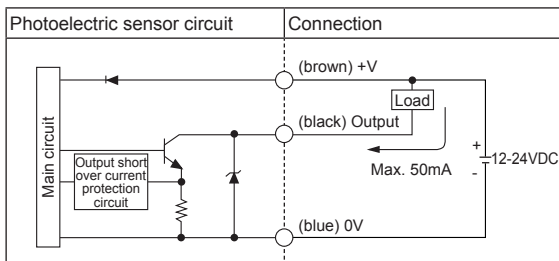 Photoelectric sensor circuit
Connection
Main circuit
Output short
over current
protection
circuit
(brown) +V
Load
(black) Output
Max. 50mA
+
-
12-24VDC
(blue) 0V